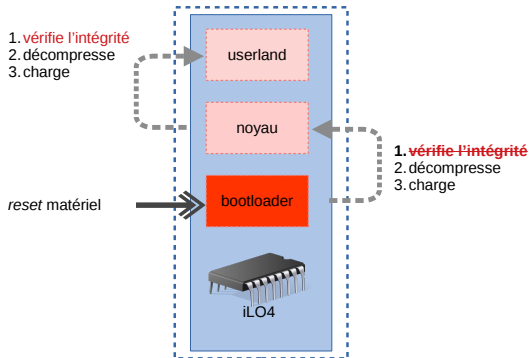 1. vérifie l'intégrité
2. décompresse
3. charge
userland
noyau
1. vérifie l'intégrité
2. décompresse
3. charge
reset matériel
bootloader
iLO4